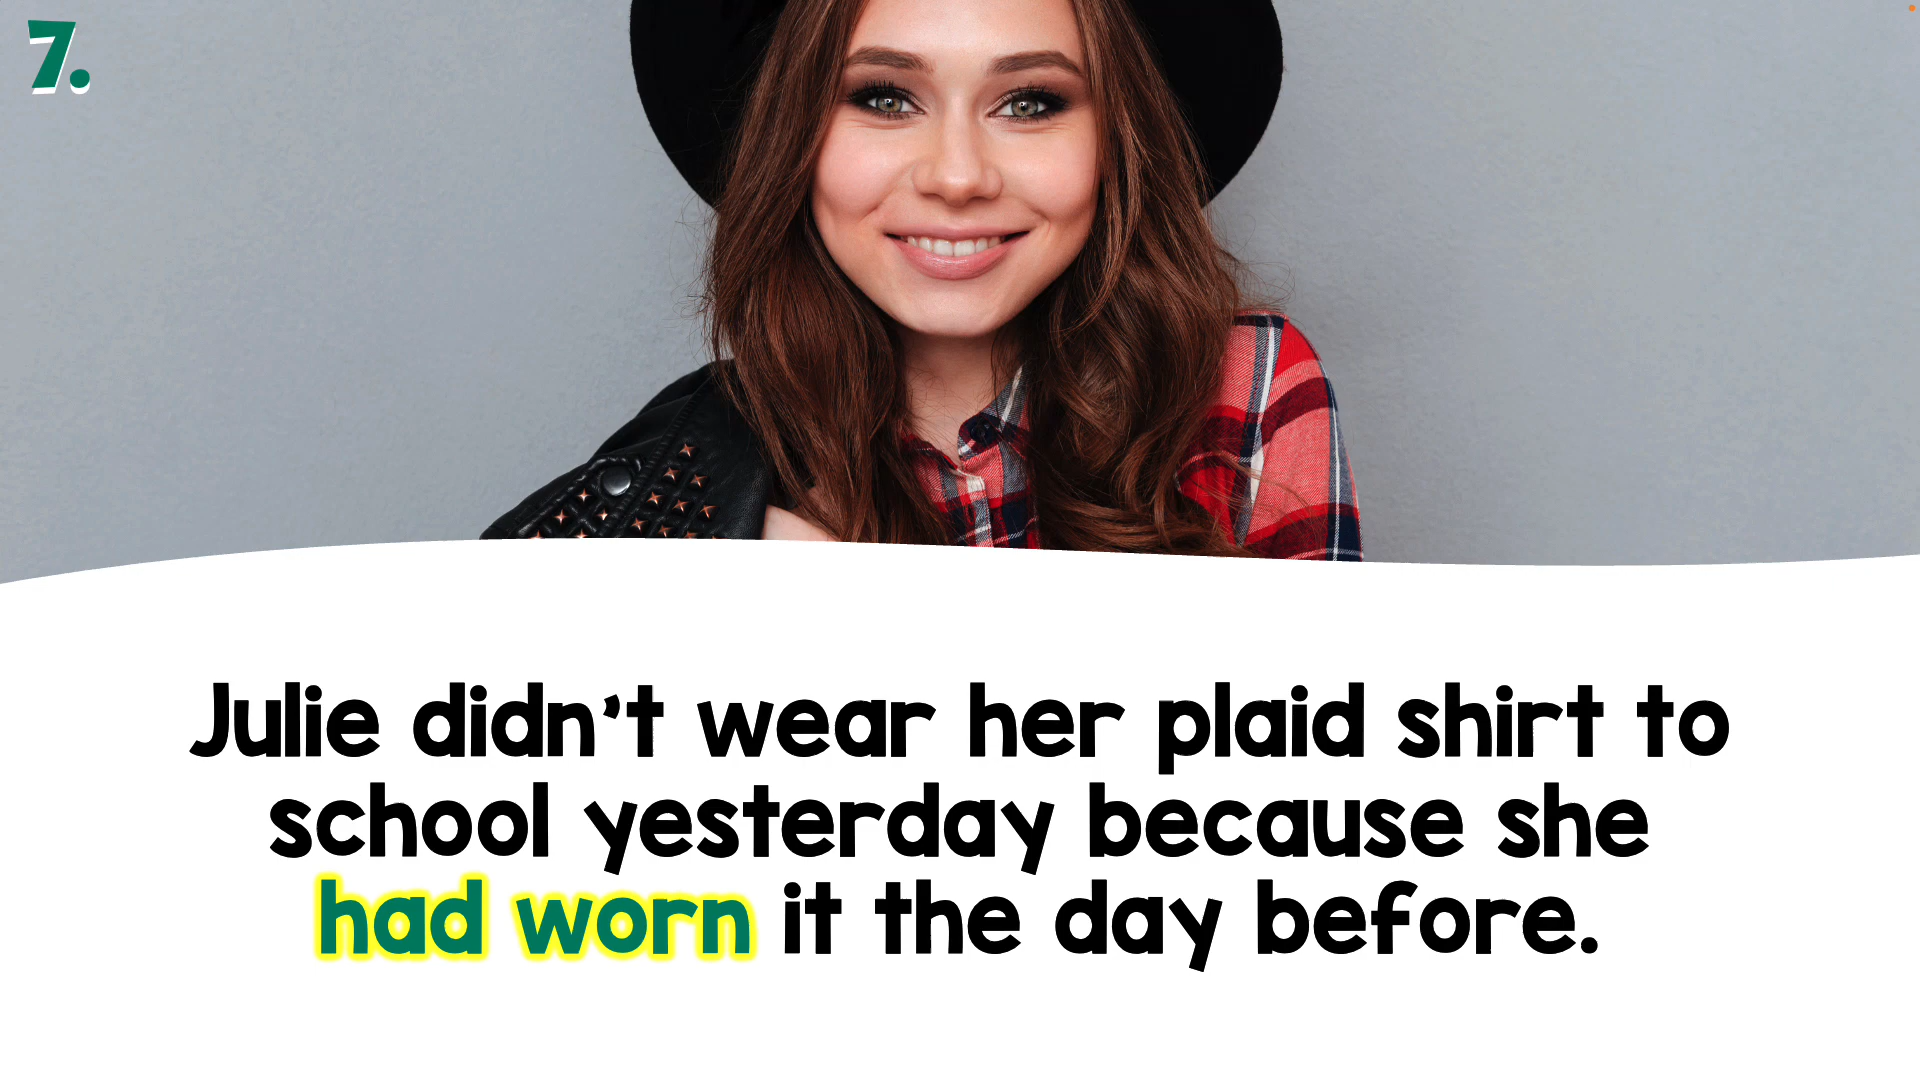 7.
Julie didn't wear her plaid shirt to
school yesterday because she
had worn it the day before.